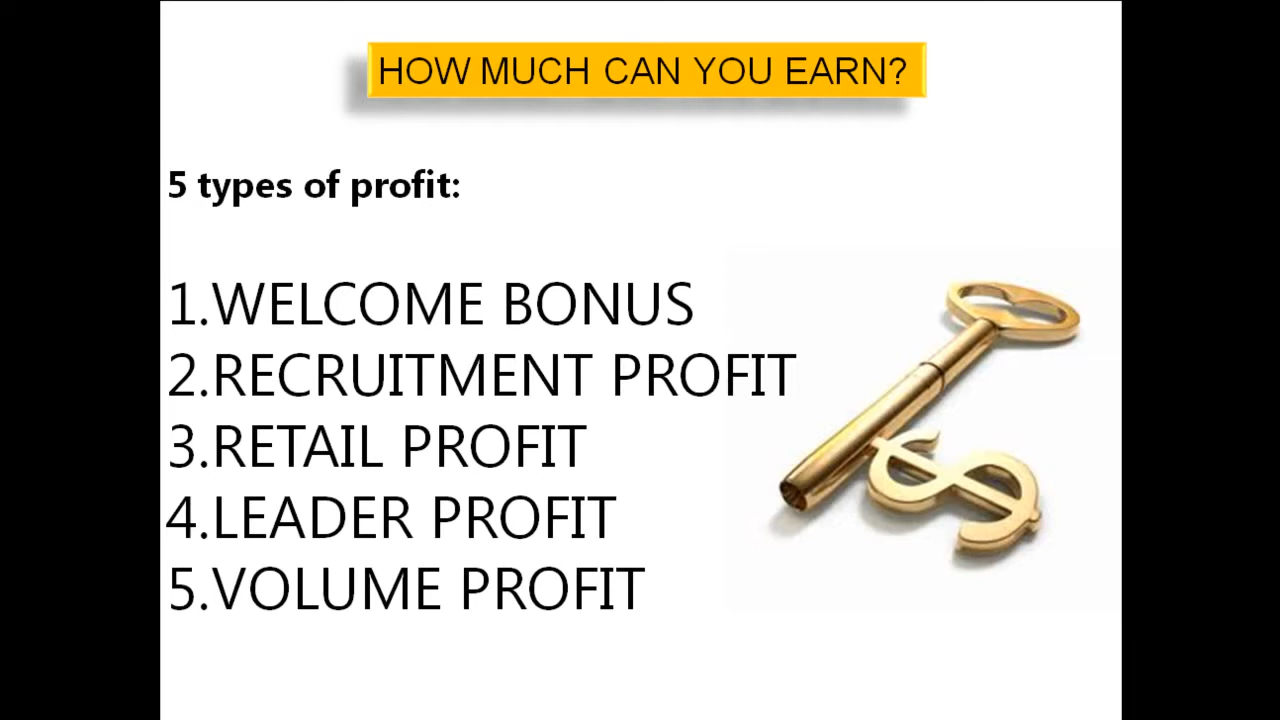 HOW MUCH CAN YOU EARN?
5 types of profit:
1.WELCOME BONUS
2.RECRUITMENT PROFIT
3.RETAIL PROFIT
4.LEADER PROFIT
5.VOLUME PROFIT